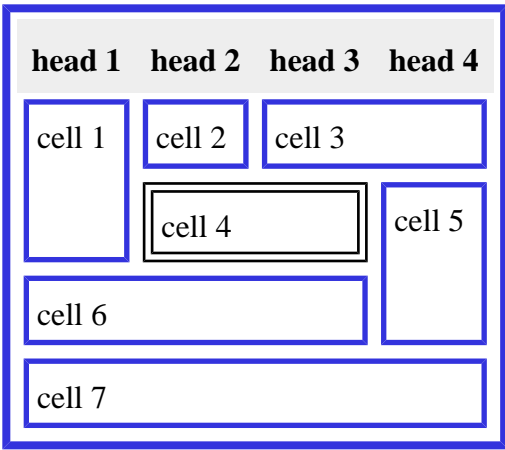 head 1 head 2 head 3 head 4
cell 1 cell 2 cell 3
cell 4 cell 5
cell 6
cell 7